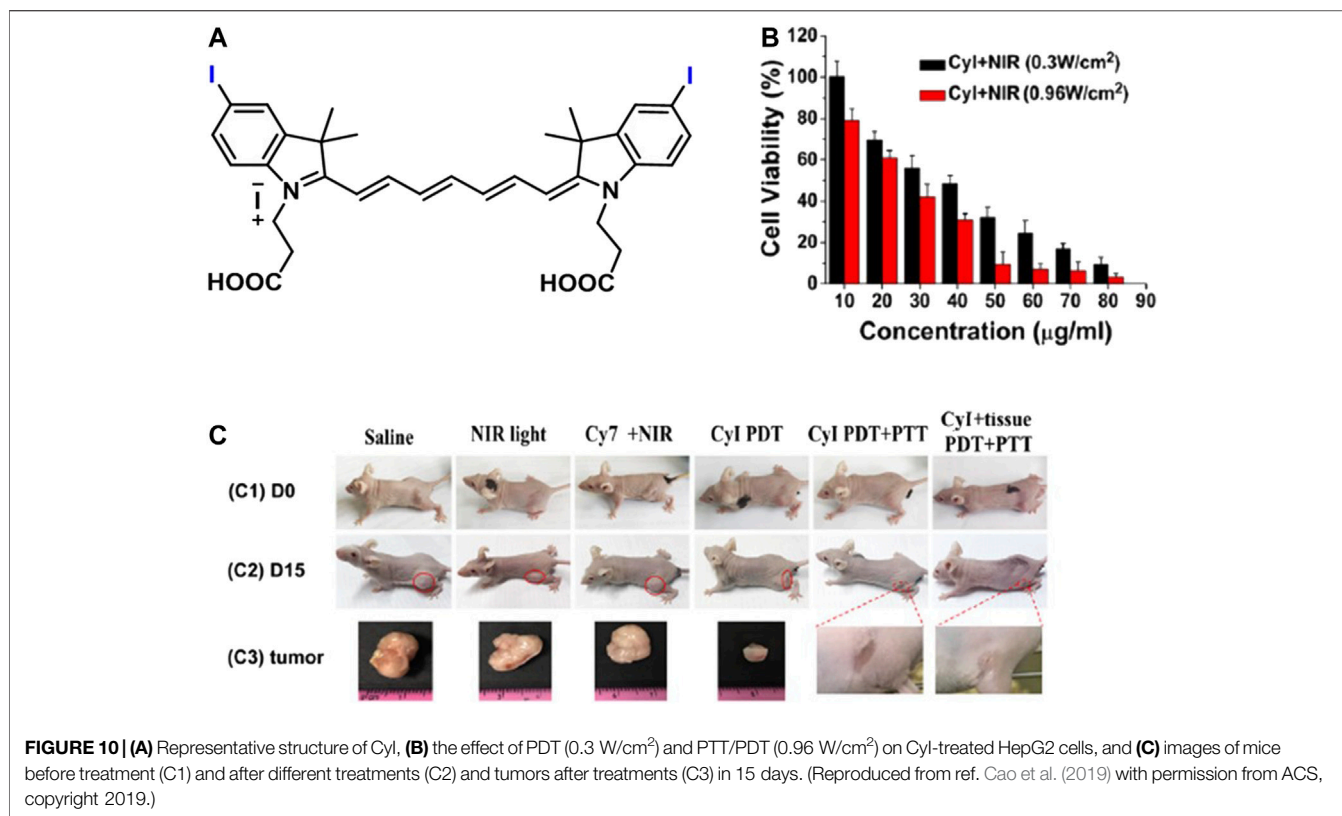 A
I
I
N
I
−
+
N
HOOC
HOOC
B
Cell Viability (%)
120
100
80
60
40
20
0
CyI+NIR (0.3W/cm²)
CyI+NIR (0.96W/cm²)
10 20 30 40 50 60 70 80 90
Concentration (μg/ml)
C
Saline NIR light Cy7 +NIR CyI PDT CyI PDT+PTT CyI+tissue
PDT+PTT
(C1) D0
(C2) D15
(C3) tumor
FIGURE 10 | (A) Representative structure of CyI, (B) the effect of PDT (0.3 W/cm²) and PTT/PDT (0.96 W/cm²) on CyI-treated HepG2 cells, and (C) images of mice
before treatment (C1) and after different treatments (C2) and tumors after treatments (C3) in 15 days. (Reproduced from ref. Cao et al. (2019) with permission from ACS,
copyright 2019.)